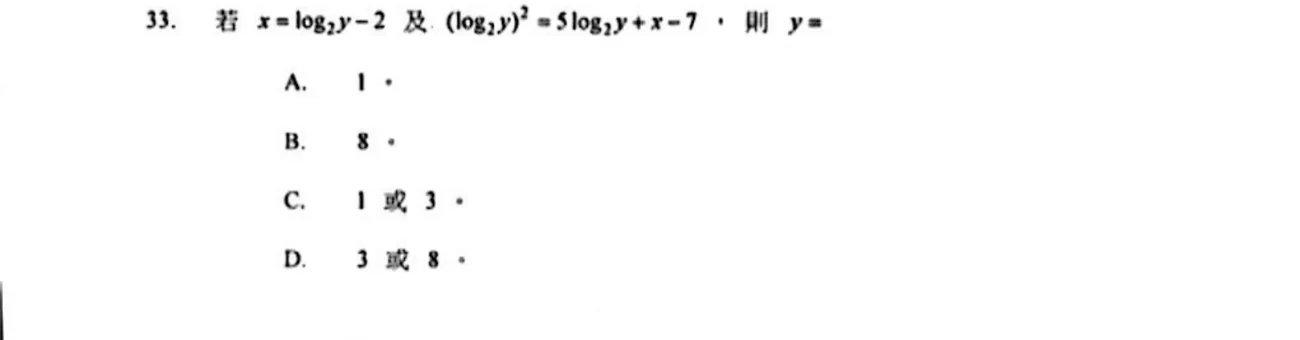 33. 若 x = log₂y − 2 及 (log₂y)² = 5 log₂y + x − 7，則 y =
A. 1。
B. 8。
C. 1 或 3。
D. 3 或 8。